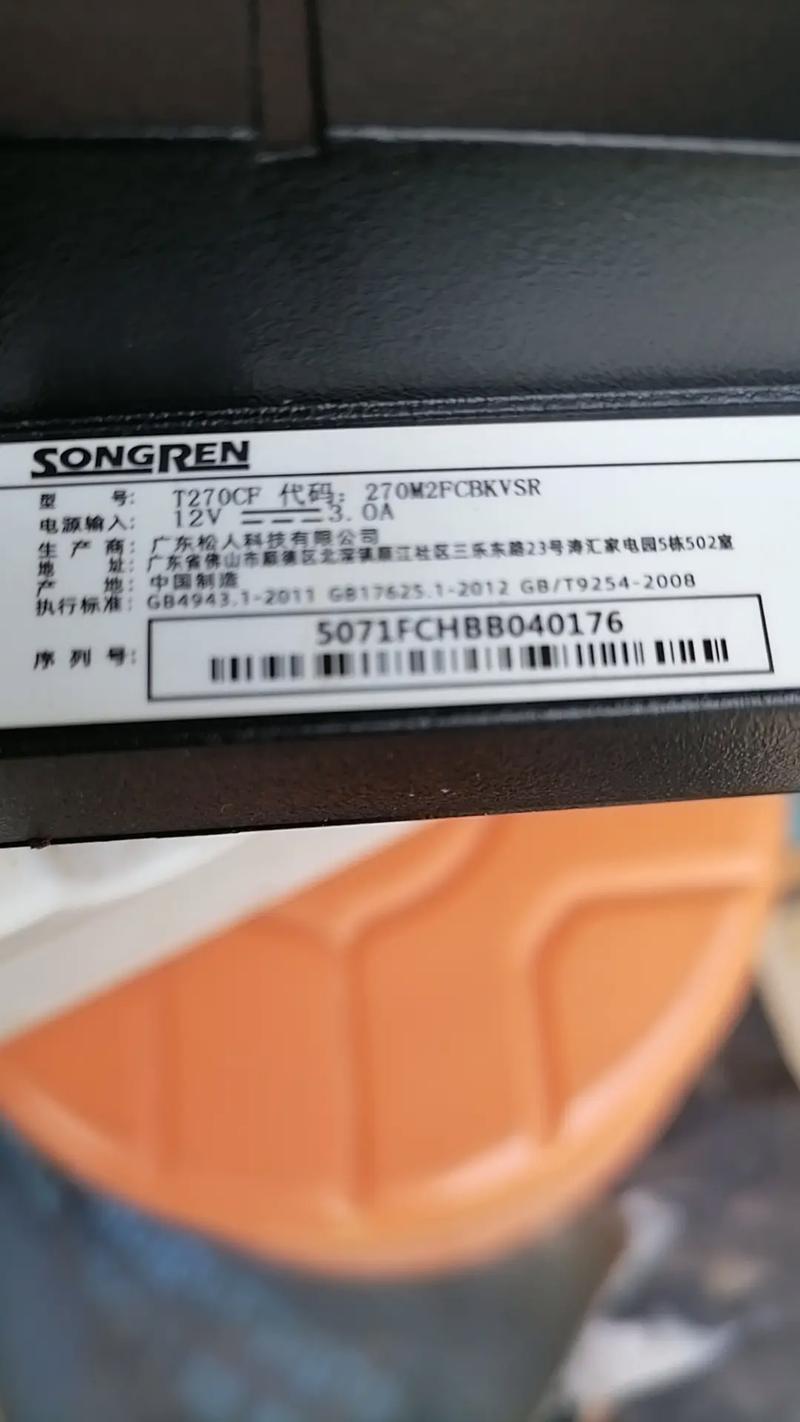 SONGREN
型 号: T270CF 代码: 270M2FCBKVSR
电源输入: 12V 3.0A
生 产 商: 广东松人科技有限公司
地 址: 广东省佛山市顺德区北滘镇顺江社区三乐东路23号涛汇家电园5栋502室
产 地: 中国制造
执行标准: GB4943.1-2011 GB17625.1-2012 GB/T9254-2008
序 列 号: 5071FCHBB040176